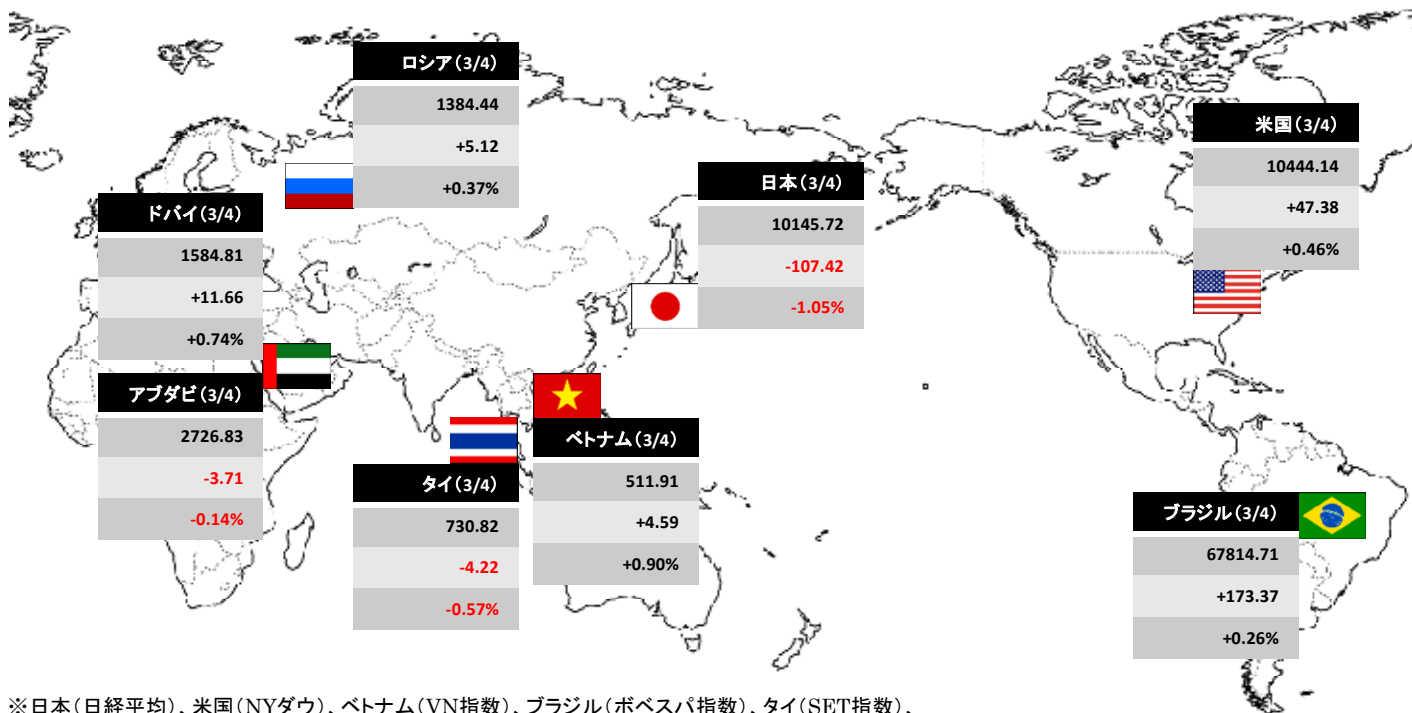 ロシア(3/4)
1384.44
+5.12
+0.37%
米国(3/4)
10444.14
+47.38
+0.46%
日本(3/4)
10145.72
-107.42
-1.05%
ドバイ(3/4)
1584.81
+11.66
+0.74%
アブダビ(3/4)
2726.83
-3.71
-0.14%
ベトナム(3/4)
511.91
+4.59
+0.90%
タイ(3/4)
730.82
-4.22
-0.57%
ブラジル(3/4)
67814.71
+173.37
+0.26%
※日本(日経平均)、米国(NYダウ)、ベトナム(VN指数)、ブラジル(ボベスパ指数)、タイ(SET指数)、